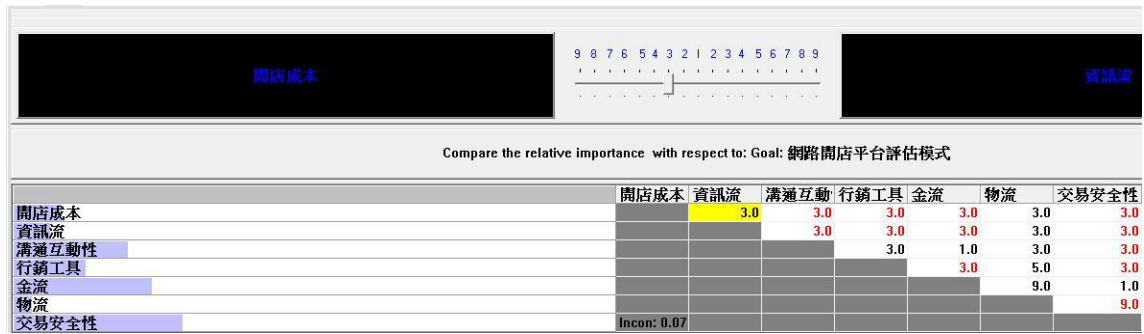 開店成本
9 8 7 6 5 4 3 2 1 2 3 4 5 6 7 8 9
資訊流
Compare the relative importance with respect to: Goal: 網路開店平台評估模式
開店成本 資訊流 溝通互動 行銷工具 金流 物流 交易安全性
開店成本 3.0 3.0 3.0 3.0 3.0 3.0
資訊流 3.0 3.0 3.0 3.0 3.0
溝通互動性 3.0 1.0 3.0 3.0
行銷工具 3.0 5.0 3.0
金流 9.0 1.0
物流 9.0
交易安全性 Incon: 0.07